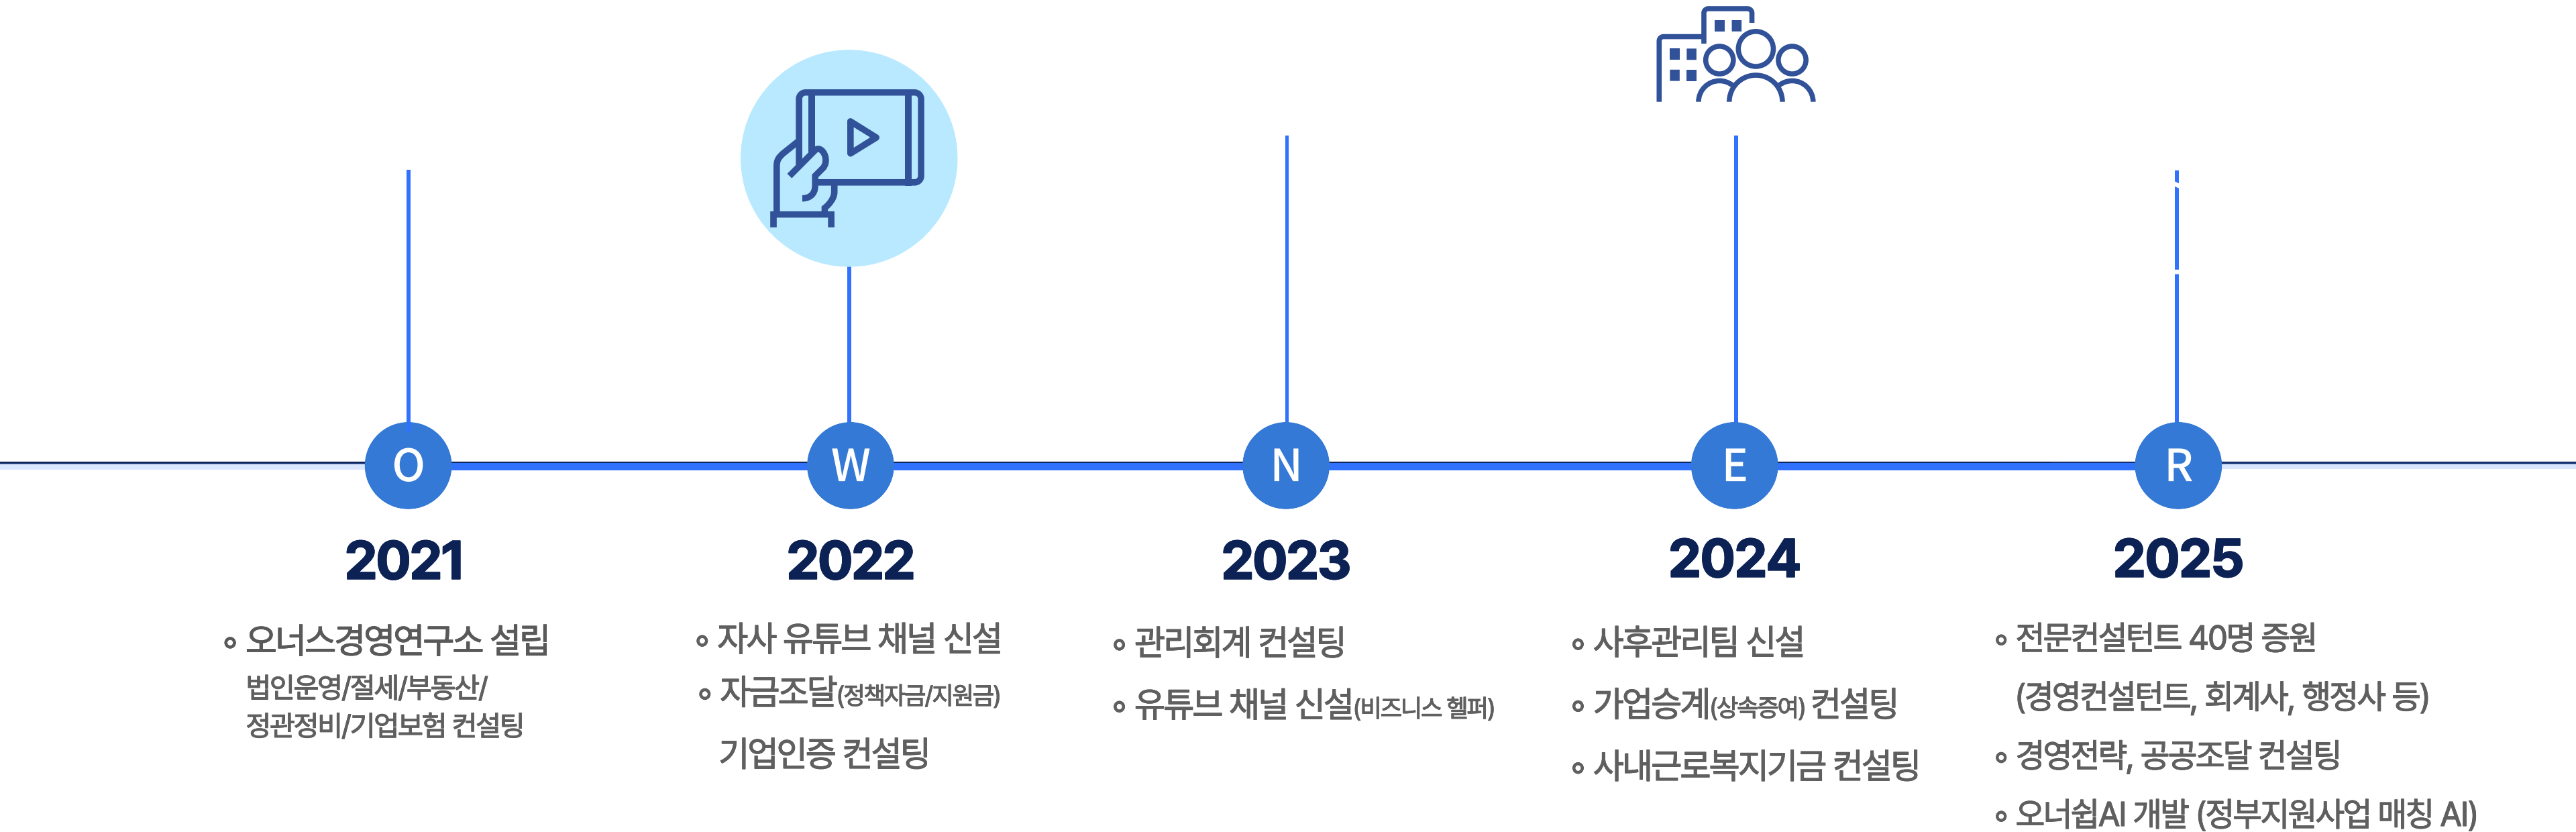 O
2021
오너스경영연구소 설립
법인운영/절세/부동산/
정관정비/기업보험 컨설팅
W
2022
자사 유튜브 채널 신설
자금조달(정책자금/지원금)
기업인증 컨설팅
N
2023
관리회계 컨설팅
유튜브 채널 신설(비즈니스 헬퍼)
E
2024
사후관리팀 신설
가업승계(상속증여) 컨설팅
사내근로복지기금 컨설팅
R
2025
전문컨설턴트 40명 증원
(경영컨설턴트, 회계사, 행정사 등)
경영전략, 공공조달 컨설팅
오너쉽AI 개발 (정부지원사업 매칭 AI)